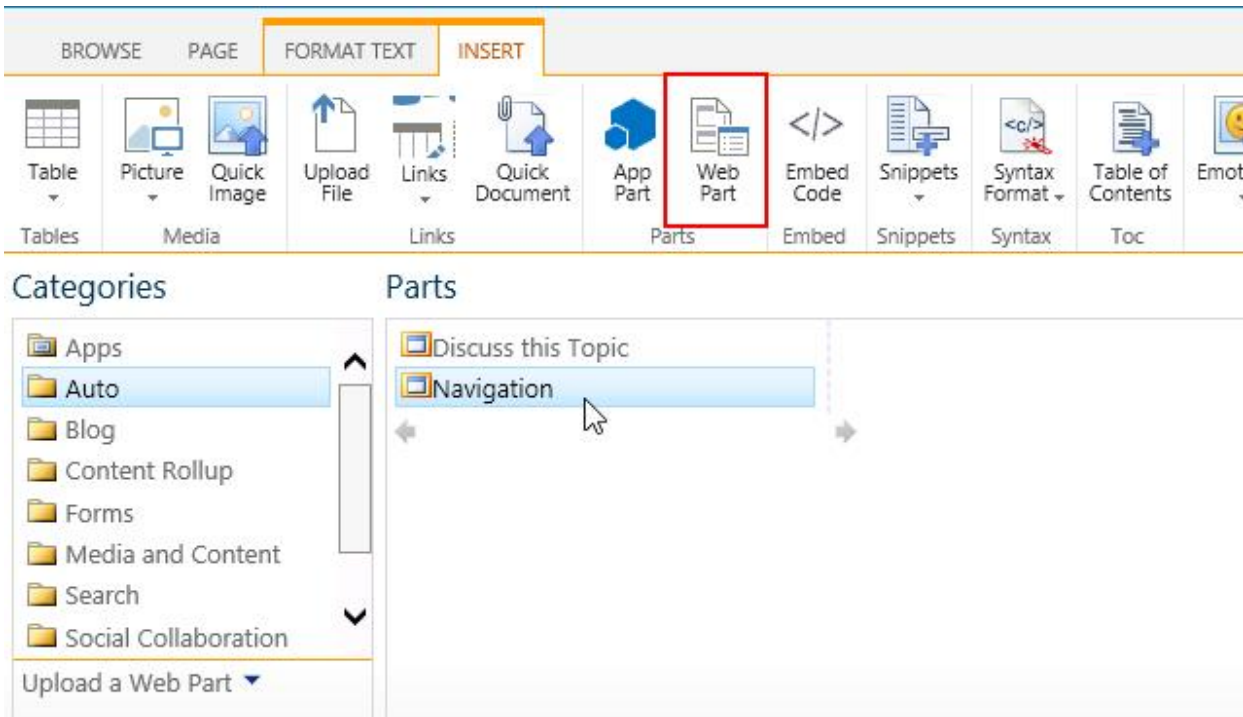 BROWSE PAGE FORMAT TEXT INSERT
Table Picture Quick Image Upload File Links Quick Document App Part Web Part Embed Code </> Snippets <c/> Syntax Format Table of Contents
Tables Media Links Parts Embed Snippets Syntax Toc
Categories
Apps
Auto
Blog
Content Rollup
Forms
Media and Content
Search
Social Collaboration
Upload a Web Part
Parts
Discuss this Topic
Navigation